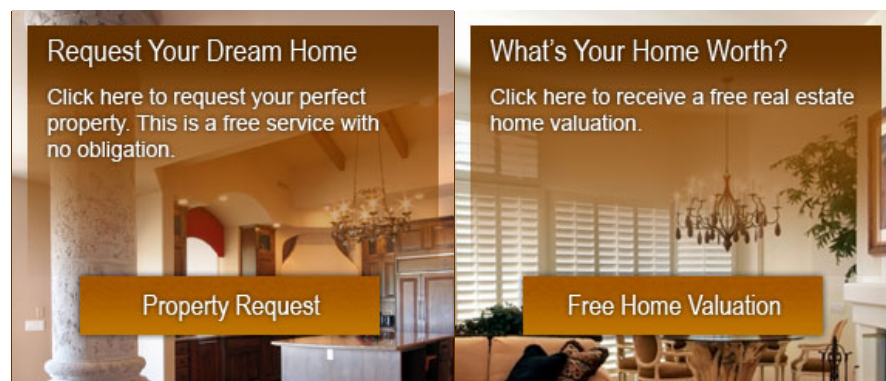 Request Your Dream Home
Click here to request your perfect
property. This is a free service with
no obligation.
Property Request
What's Your Home Worth?
Click here to receive a free real estate
home valuation.
Free Home Valuation